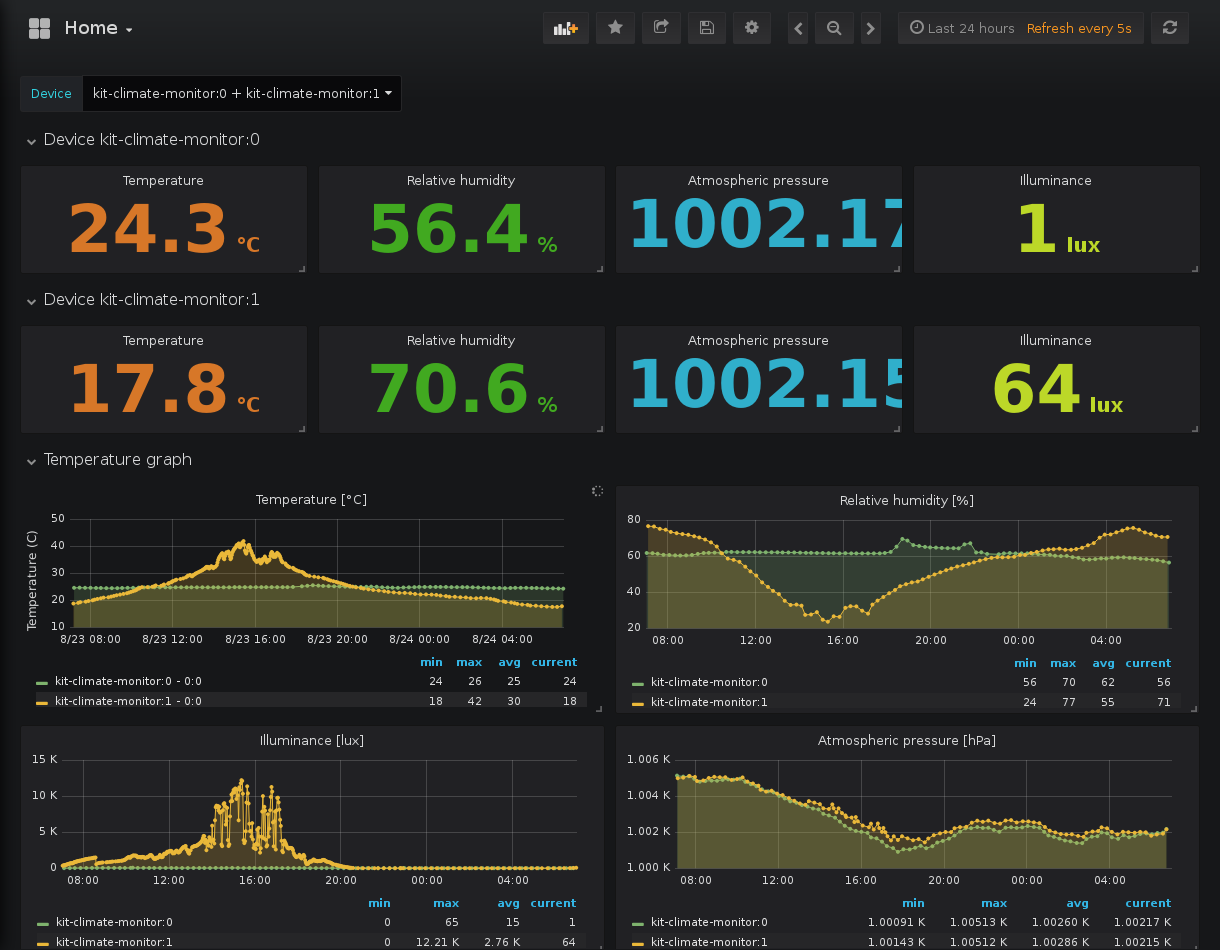 Home
Last 24 hours Refresh every 5s
Device kit-climate-monitor:0 + kit-climate-monitor:1
Device kit-climate-monitor:0
Temperature Relative humidity Atmospheric pressure Illuminance
24.3 °C 56.4 % 1002.17 1 lux
Device kit-climate-monitor:1
Temperature Relative humidity Atmospheric pressure Illuminance
17.8 °C 70.6 % 1002.15 64 lux
Temperature graph
Temperature [°C]
Temperature (C)
50
40
30
20
10
8/23 08:00 8/23 12:00 8/23 16:00 8/23 20:00 8/24 00:00 8/24 04:00
min max avg current
kit-climate-monitor:0 - 0:0 24 26 25 24
kit-climate-monitor:1 - 0:0 18 42 30 18
Relative humidity [%]
80
60
40
20
08:00 12:00 16:00 20:00 00:00 04:00
min max avg current
kit-climate-monitor:0 56 70 62 56
kit-climate-monitor:1 24 77 55 71
Illuminance [lux]
15 K
10 K
5 K
0
08:00 12:00 16:00 20:00 00:00 04:00
min max avg current
kit-climate-monitor:0 0 65 15 1
kit-climate-monitor:1 0 12.21 K 2.76 K 64
Atmospheric pressure [hPa]
1.006 K
1.004 K
1.002 K
1.000 K
08:00 12:00 16:00 20:00 00:00 04:00
min max avg current
kit-climate-monitor:0 1.00091 K 1.00513 K 1.00260 K 1.00217 K
kit-climate-monitor:1 1.00143 K 1.00512 K 1.00286 K 1.00215 K